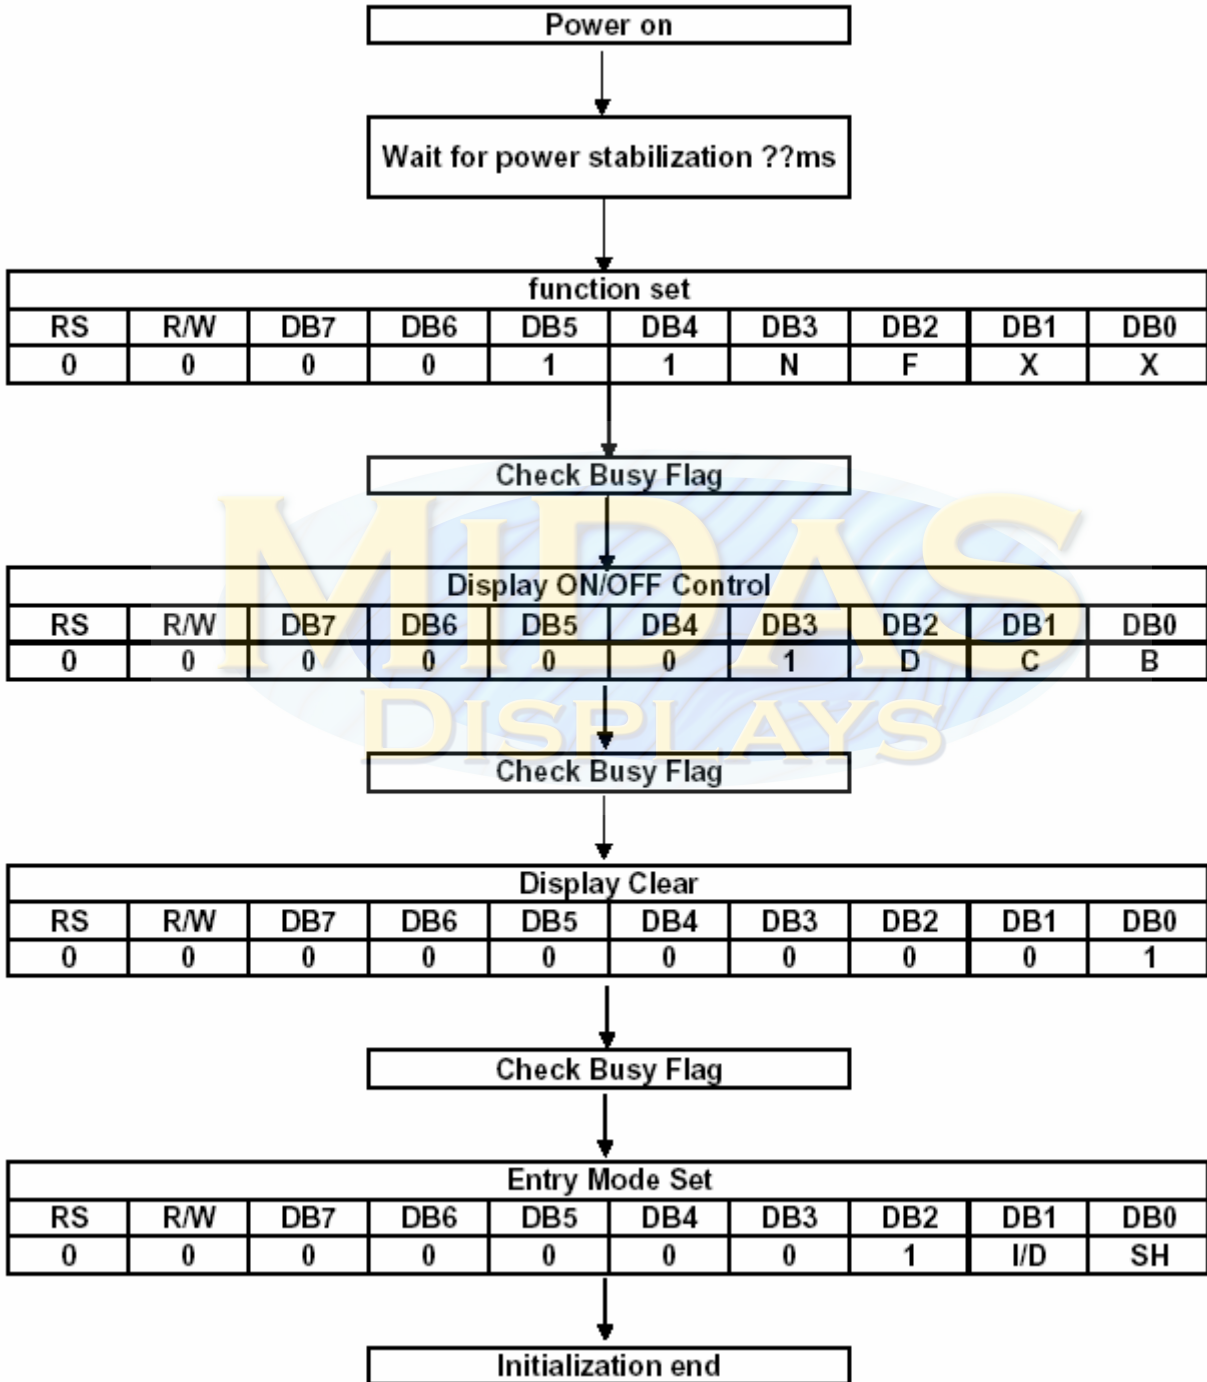 Power on
Wait for power stabilization ??ms
function set
RS R/W DB7 DB6 DB5 DB4 DB3 DB2 DB1 DB0
0 0 0 0 1 1 N F X X
Check Busy Flag
Display ON/OFF Control
RS R/W DB7 DB6 DB5 DB4 DB3 DB2 DB1 DB0
0 0 0 0 0 0 1 D C B
MIDAS
DISPLAYS
Check Busy Flag
Display Clear
RS R/W DB7 DB6 DB5 DB4 DB3 DB2 DB1 DB0
0 0 0 0 0 0 0 0 0 1
Check Busy Flag
Entry Mode Set
RS R/W DB7 DB6 DB5 DB4 DB3 DB2 DB1 DB0
0 0 0 0 0 0 0 1 I/D SH
Initialization end